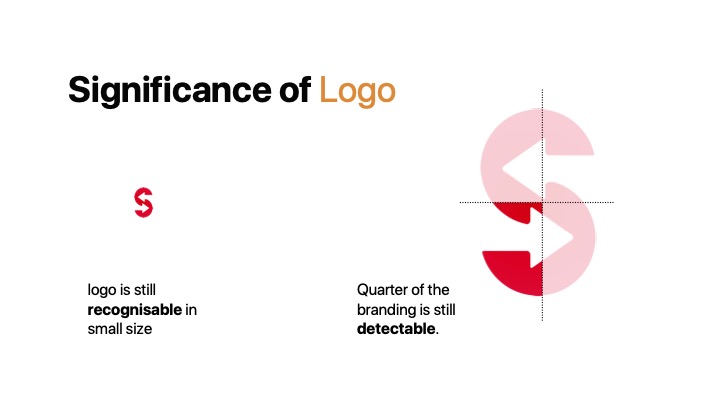 Significance of Logo
logo is still
recognisable in
small size
Quarter of the
branding is still
detectable.